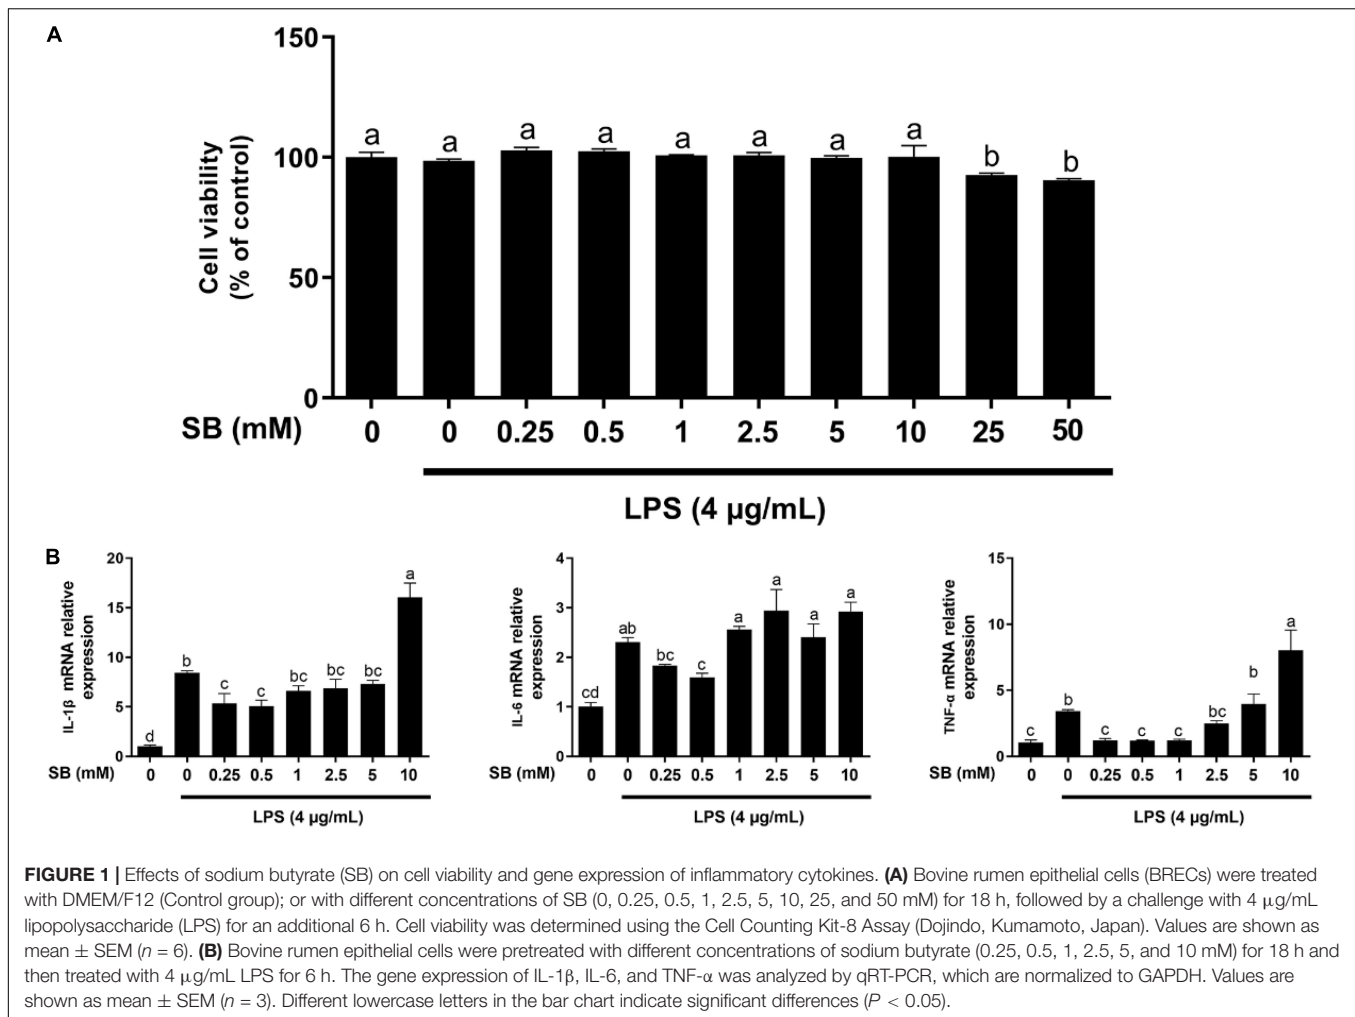 A
150
a a a a a a a a b b
100
Cell viability
(% of control)
50
0
SB (mM) 0 0 0.25 0.5 1 2.5 5 10 25 50
LPS (4 µg/mL)
B
IL-1β mRNA relative
expression
20
15
10
5
0
d b c c bc bc bc a
SB (mM) 0 0 0.25 0.5 1 2.5 5 10
LPS (4 µg/mL)
IL-6 mRNA relative
expression
4
3
2
1
0
cd ab bc c a a a a
SB (mM) 0 0 0.25 0.5 1 2.5 5 10
LPS (4 µg/mL)
TNF-α mRNA relative
expression
15
10
5
0
c b c c c bc b a
SB (mM) 0 0 0.25 0.5 1 2.5 5 10
LPS (4 µg/mL)
FIGURE 1 | Effects of sodium butyrate (SB) on cell viability and gene expression of inflammatory cytokines. (A) Bovine rumen epithelial cells (BRECs) were treated
with DMEM/F12 (Control group); or with different concentrations of SB (0, 0.25, 0.5, 1, 2.5, 5, 10, 25, and 50 mM) for 18 h, followed by a challenge with 4 µg/mL
lipopolysaccharide (LPS) for an additional 6 h. Cell viability was determined using the Cell Counting Kit-8 Assay (Dojindo, Kumamoto, Japan). Values are shown as
mean ± SEM (n = 6). (B) Bovine rumen epithelial cells were pretreated with different concentrations of sodium butyrate (0.25, 0.5, 1, 2.5, 5, and 10 mM) for 18 h and
then treated with 4 µg/mL LPS for 6 h. The gene expression of IL-1β, IL-6, and TNF-α was analyzed by qRT-PCR, which are normalized to GAPDH. Values are
shown as mean ± SEM (n = 3). Different lowercase letters in the bar chart indicate significant differences (P < 0.05).